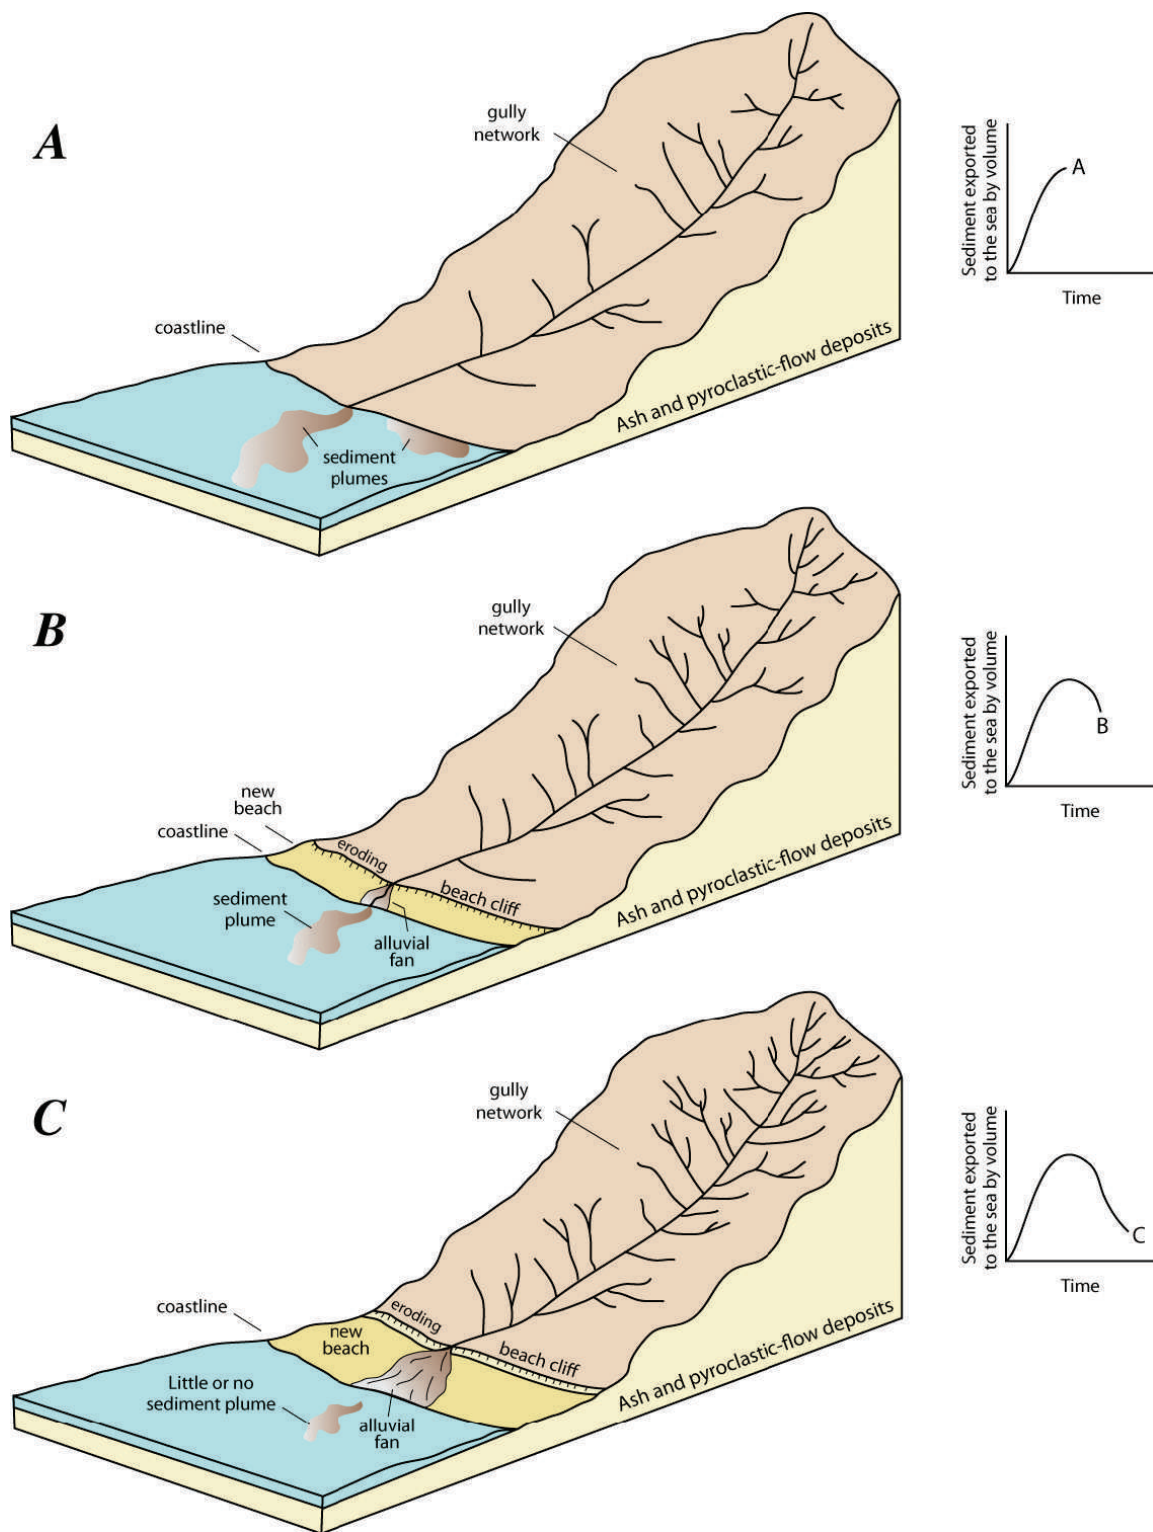 A
gully
network
coastline
sediment
plumes
Ash and pyroclastic-flow deposits
Sediment exported
to the sea by volume
A
Time
B
gully
network
new
beach
coastline
eroding
beach cliff
sediment
plume
alluvial
fan
Ash and pyroclastic-flow deposits
Sediment exported
to the sea by volume
B
Time
C
gully
network
coastline
eroding
new
beach
beach cliff
Little or no
sediment plume
alluvial
fan
Ash and pyroclastic-flow deposits
Sediment exported
to the sea by volume
C
Time